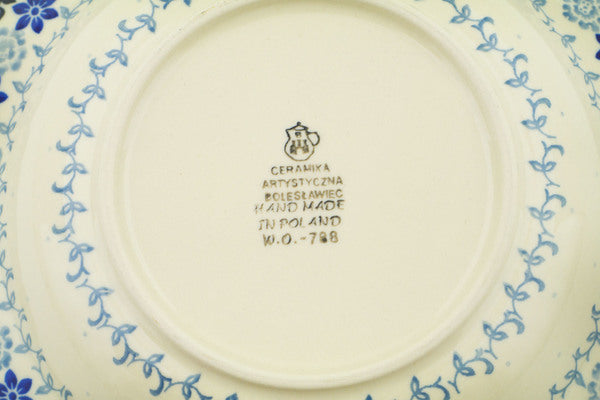 CERAMIKA
ARTYSTYCZNA
BOLESŁAWIEC
HAND MADE
IN POLAND
W.O.-788